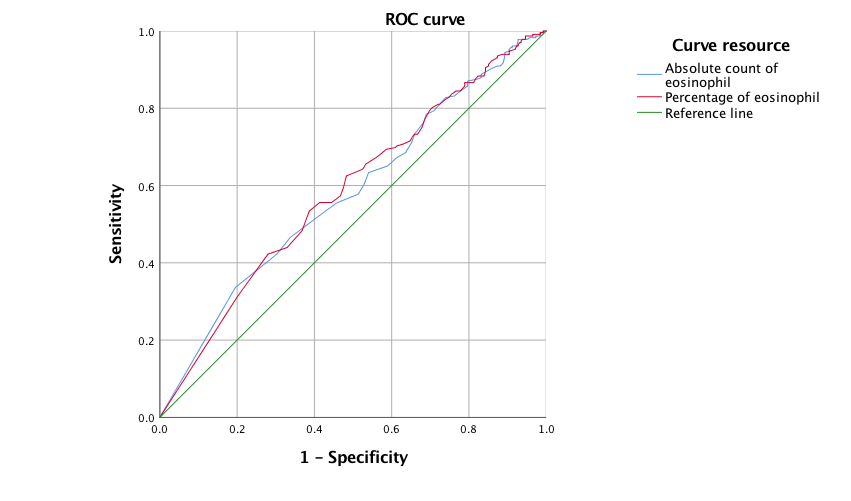 ROC curve
1.0
0.8
0.6
0.4
0.2
0.0
Sensitivity
0.0 0.2 0.4 0.6 0.8 1.0
1 – Specificity
Curve resource
Absolute count of
eosinophil
Percentage of eosinophil
Reference line